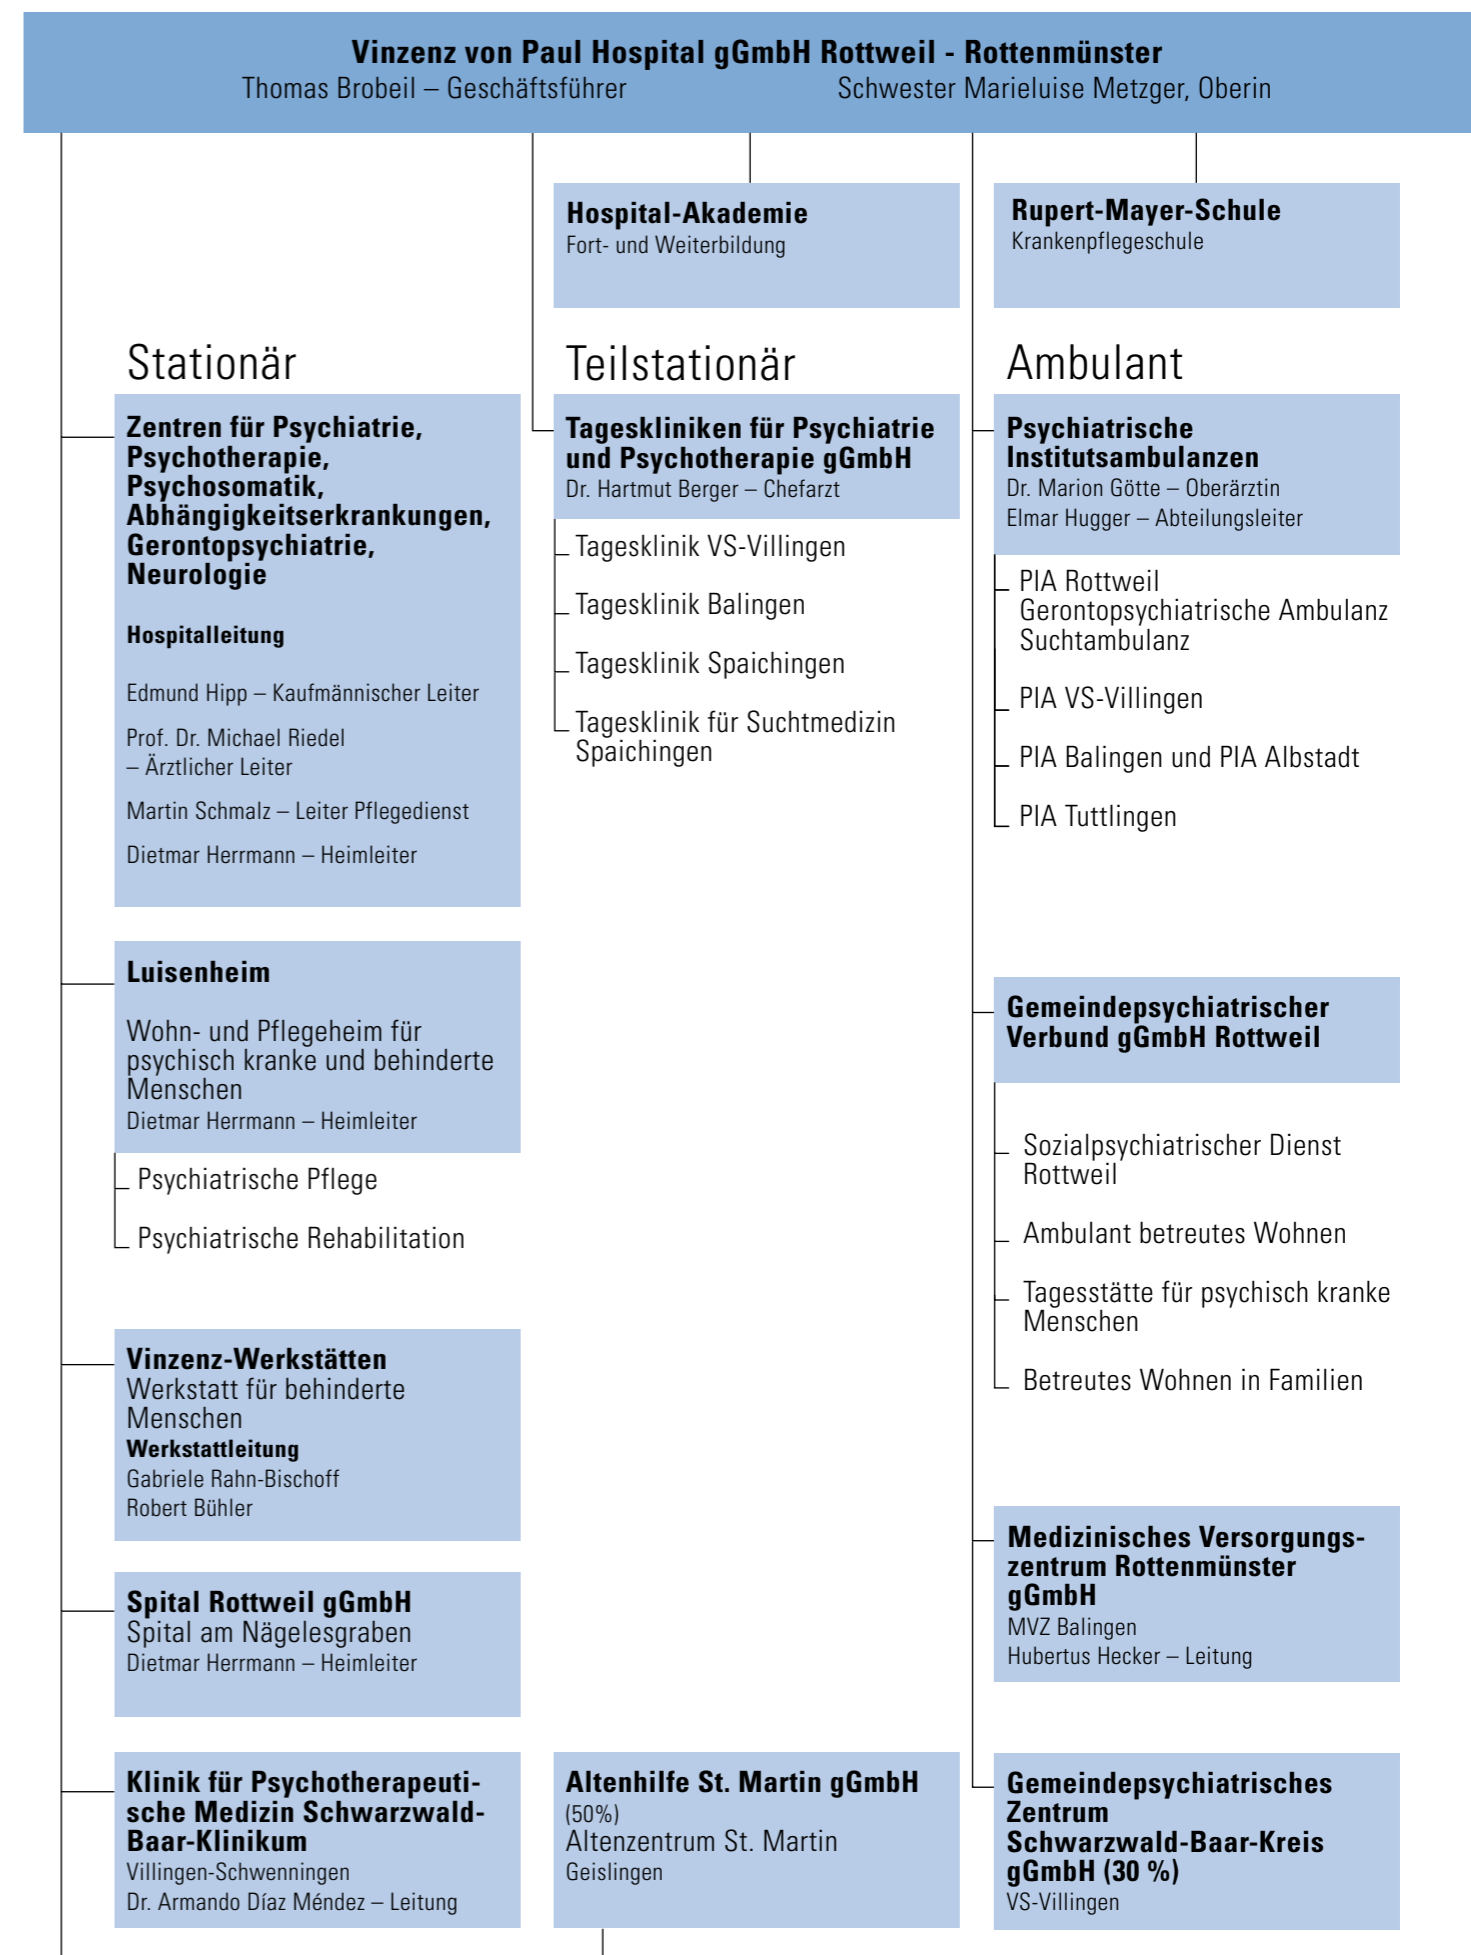 Vinzenz von Paul Hospital gGmbH Rottweil - Rottenmünster
Thomas Brobeil – Geschäftsführer
Schwester Marieluise Metzger, Oberin
Hospital-Akademie
Fort- und Weiterbildung
Rupert-Mayer-Schule
Krankenpflegeschule
Stationär
Zentren für Psychiatrie,
Psychotherapie,
Psychosomatik,
Abhängigkeitserkrankungen,
Gerontopsychiatrie,
Neurologie
Hospitalleitung
Edmund Hipp – Kaufmännischer Leiter
Prof. Dr. Michael Riedel
– Ärztlicher Leiter
Martin Schmalz – Leiter Pflegedienst
Dietmar Herrmann – Heimleiter
Luisenheim
Wohn- und Pflegeheim für
psychisch kranke und behinderte
Menschen
Dietmar Herrmann – Heimleiter
Psychiatrische Pflege
Psychiatrische Rehabilitation
Vinzenz-Werkstätten
Werkstatt für behinderte
Menschen
Werkstattleitung
Gabriele Rahn-Bischoff
Robert Bühler
Spital Rottweil gGmbH
Spital am Nägelesgraben
Dietmar Herrmann – Heimleiter
Klinik für Psychotherapeuti-
sche Medizin Schwarzwald-
Baar-Klinikum
Villingen-Schwenningen
Dr. Armando Díaz Méndez – Leitung
Teilstationär
Tageskliniken für Psychiatrie
und Psychotherapie gGmbH
Dr. Hartmut Berger – Chefarzt
Tagesklinik VS-Villingen
Tagesklinik Balingen
Tagesklinik Spaichingen
Tagesklinik für Suchtmedizin
Spaichingen
Altenhilfe St. Martin gGmbH
(50%)
Altenzentrum St. Martin
Geislingen
Ambulant
Psychiatrische
Institutsambulanzen
Dr. Marion Götte – Oberärztin
Elmar Hugger – Abteilungsleiter
PIA Rottweil
Gerontopsychiatrische Ambulanz
Suchtambulanz
PIA VS-Villingen
PIA Balingen und PIA Albstadt
PIA Tuttlingen
Gemeindepsychiatrischer
Verbund gGmbH Rottweil
Sozialpsychiatrischer Dienst
Rottweil
Ambulant betreutes Wohnen
Tagesstätte für psychisch kranke
Menschen
Betreutes Wohnen in Familien
Medizinisches Versorgungs-
zentrum Rottenmünster
gGmbH
MVZ Balingen
Hubertus Hecker – Leitung
Gemeindepsychiatrisches
Zentrum
Schwarzwald-Baar-Kreis
gGmbH (30 %)
VS-Villingen